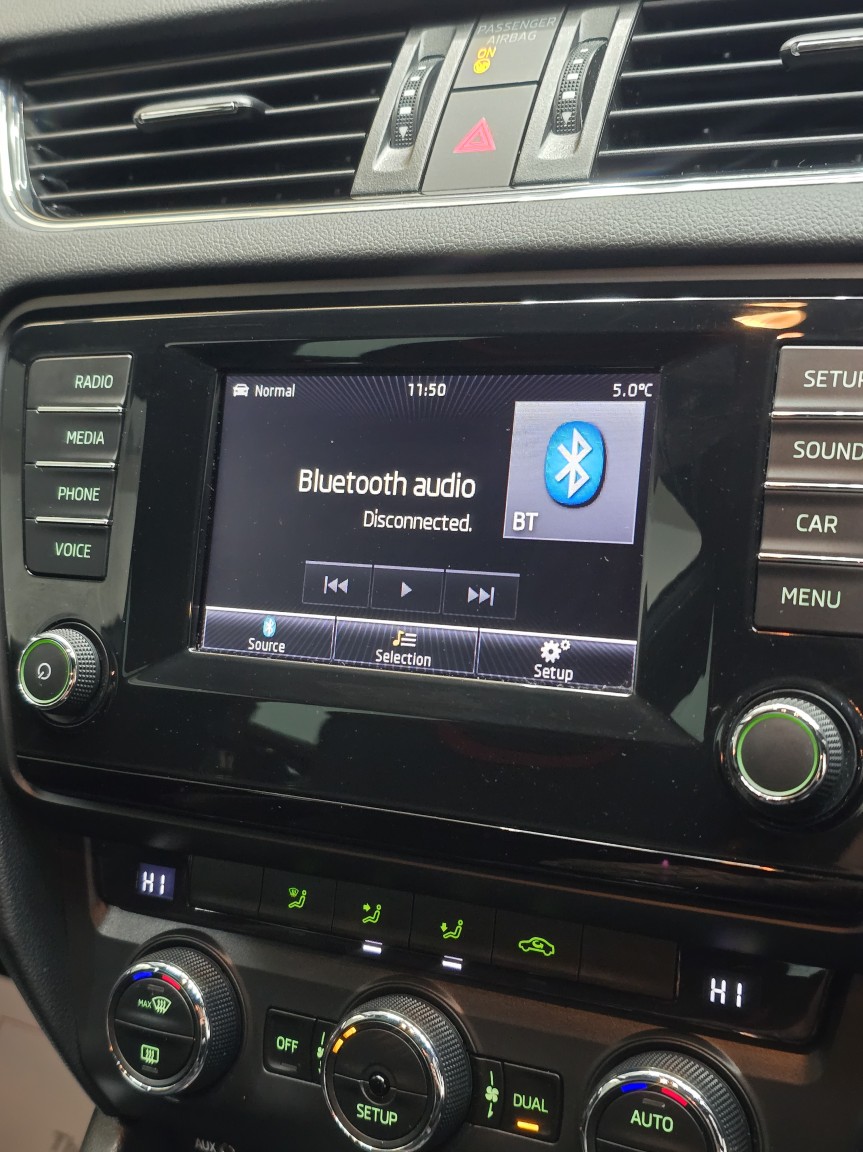 PASSENGER
AIRBAG
ON
RADIO
MEDIA
PHONE
VOICE
Normal
11:50
5.0°C
Bluetooth audio
Disconnected.
BT
Source
Selection
Setup
SETUP
SOUND
CAR
MENU
HI
HI
MAX
OFF
SETUP
DUAL
AUTO
AUX